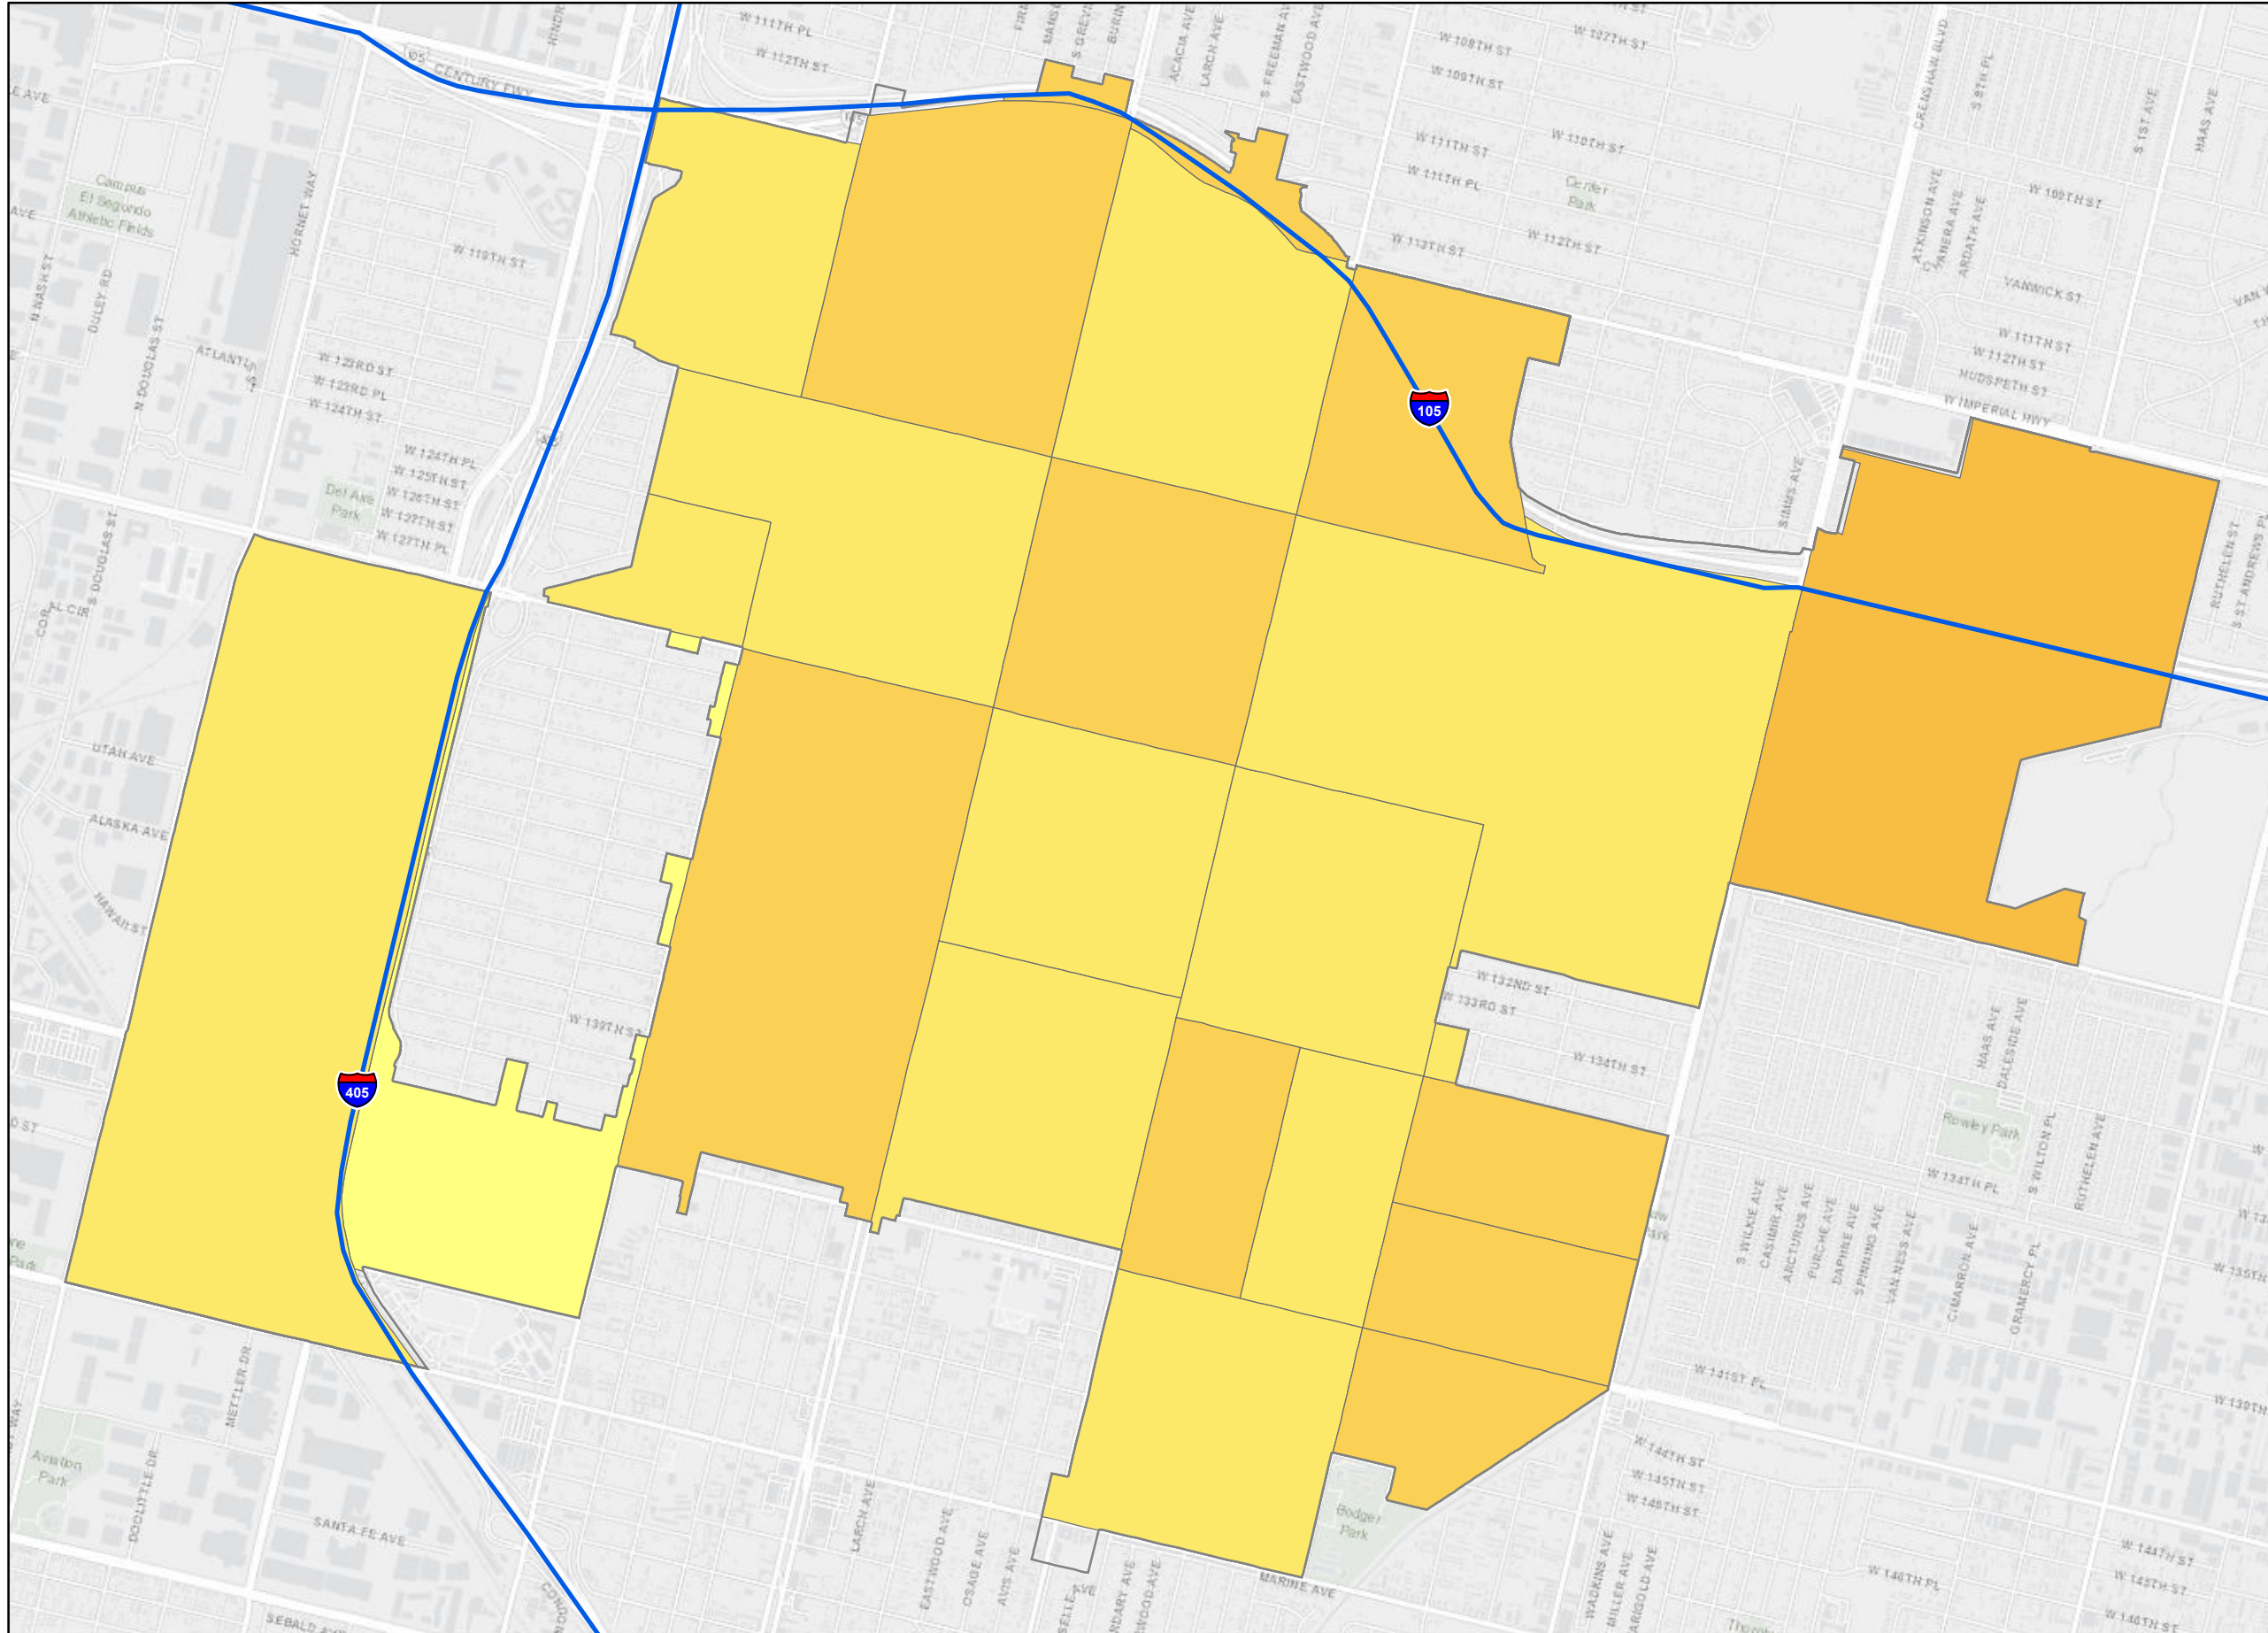 W 111TH PL
W 112TH ST
105
CENTURY FWY
ACACIA AVE
LARCH AVE
S FREEMAN AV
EASTWOOD AVE
W 108TH ST
W 109TH ST
W 107TH ST
W 111TH ST
W 110TH ST
W 111TH PL
Center
Park
W 113TH ST
W 112TH ST
CRENSHAW BLVD
S 8TH PL
S 1ST AVE
HAAS AVE
W 109TH ST
ATKINSON AVE
YANERA AVE
ARDATH AVE
VANWICK ST
W 111TH ST
W 112TH ST
HUDSPETH ST
W IMPERIAL HWY
Campus
El Segundo
Athletic Fields
HORNET WAY
W 119TH ST
N NASH ST
DULEY RD
N DOUGLAS ST
W 123RD ST
W 123RD PL
W 124TH ST
W 124TH PL
W 125TH ST
W 126TH ST
W 127TH ST
W 127TH PL
Del Aire
Park
S DOUGLAS ST
105
SIMMS AVE
RUTHELEN ST
S ST ANDREWS PL
UTAH AVE
ALASKA AVE
HAWAII ST
W 139TH ST
405
W 132ND ST
W 133RD ST
W 134TH ST
HAAS AVE
DALESIDE AVE
Rowley Park
S WILTON PL
RUTHELEN AVE
W 134TH PL
S WILKIE AVE
CASIMIR AVE
ARCTURUS AVE
PURCHE AVE
DAPHNE AVE
SPINNING AVE
VAN NESS AVE
CIMARRON AVE
GRAMERCY PL
W 135TH
W 141ST PL
W 139TH
METTLER DR
Aviation
Park
DOOLITTLE DR
SANTA FE AVE
SEBALD AVE
LARCH AVE
EASTWOOD AVE
OSAGE AVE
AVIS AVE
MARINE AVE
Bodger
Park
W 144TH ST
W 145TH ST
W 146TH ST
WADKINS AVE
MILLER AVE
W 146TH PL
W 144TH ST
W 145TH ST
W 146TH ST